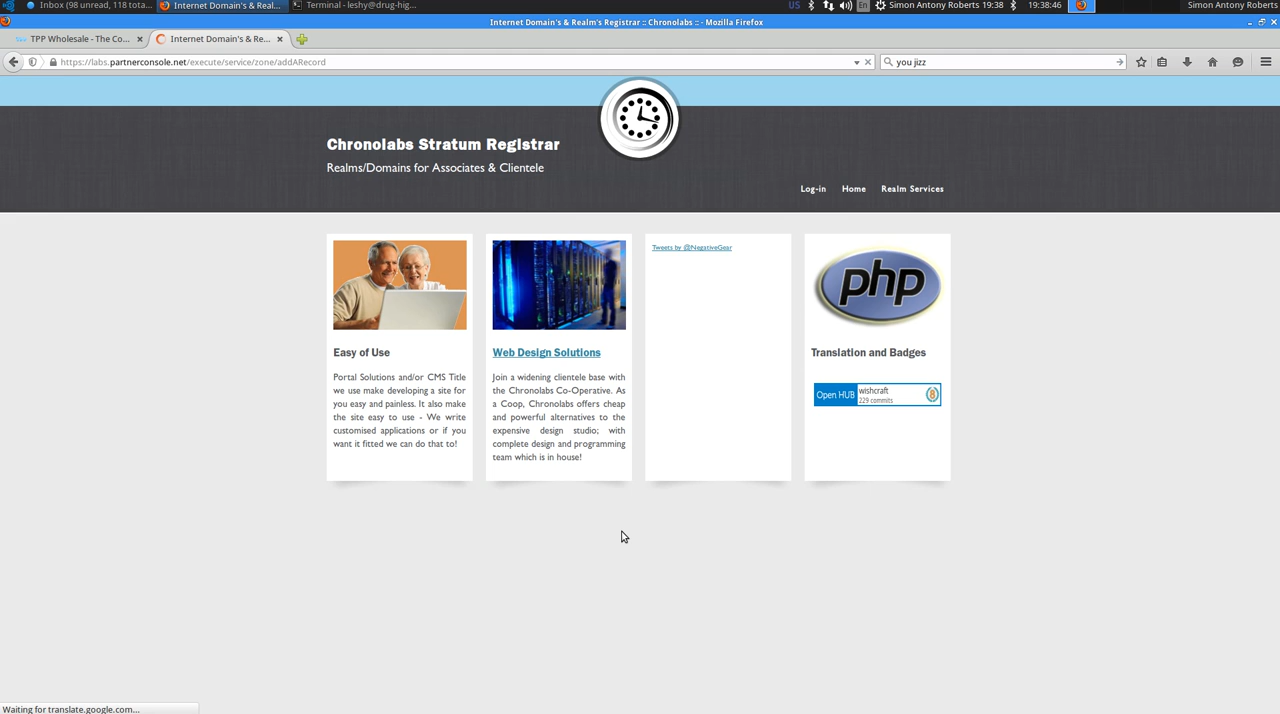 Inbox (98 unread, 118 tota...
Internet Domain's & Real...
Terminal - leshy@drug-hig...
US
En
Simon Antony Roberts 19:38
19:38:46
Simon Antony Roberts
Internet Domain's & Realm's Registrar :: Chronolabs :: - Mozilla Firefox
TPP Wholesale - The Co...
Internet Domain's & Re...
https://labs.partnerconsole.net/execute/service/zone/addARecord
you jizz
Chronolabs Stratum Registrar
Realms/Domains for Associates & Clientele
Log-in
Home
Realm Services
Easy of Use
Portal Solutions and/or CMS Title
we use make developing a site for
you easy and painless. It also make
the site easy to use - We write
customised applications or if you
want it fitted we can do that to!
Web Design Solutions
Join a widening clientele base with
the Chronolabs Co-Operative. As
a Coop, Chronolabs offers cheap
and powerful alternatives to the
expensive design studio; with
complete design and programming
team which is in house!
Tweets by @NegativeGear
php
Translation and Badges
Open HUB
wishcraft
229 commits
8
Waiting for translate.google.com...